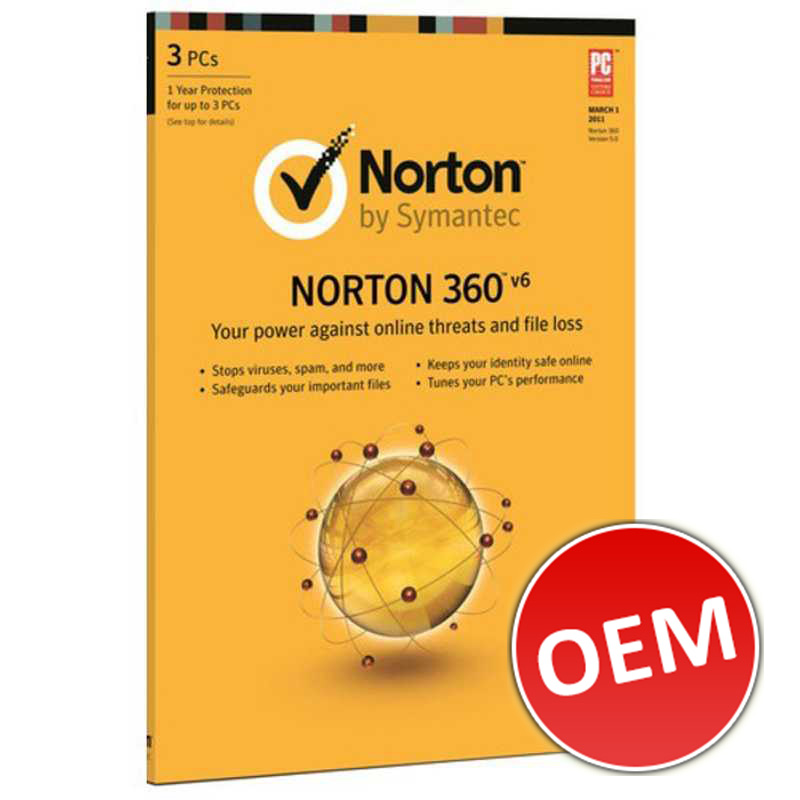 3 PCs
1 Year Protection
for up to 3 PCs
(See top for details)
PC
MARCH 1
2011
Norton 360
Version 5.0
Norton™
by Symantec
NORTON 360™ v6
Your power against online threats and file loss
• Stops viruses, spam, and more
• Safeguards your important files
• Keeps your identity safe online
• Tunes your PC's performance
OEM